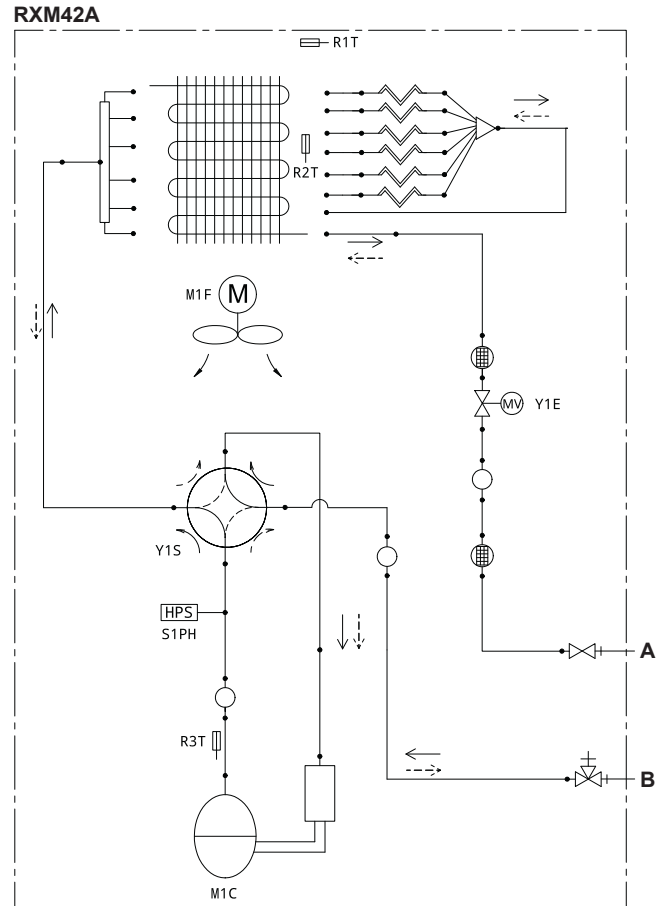 RXM42A
R1T
R2T
M1F
M
MV
Y1E
Y1S
HPS
S1PH
A
R3T
B
M1C